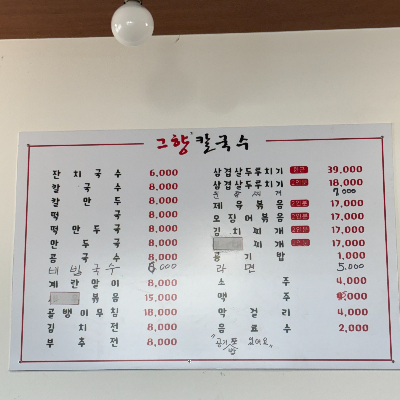 그향 칼국수
잔치국수 6,000
칼국수 8,000
칼만두 8,000
떡국 8,000
떡만두국 8,000
만두국 8,000
콩국수 8,000
비빔국수 8,000
계란말이 8,000
볶음 15,000
골뱅이무침 18,000
김치전 8,000
부추전 8,000
삼겹살두루치기 39,000
삼겹살두루치기 18,000
7000
제육볶음 17,000
오징어볶음 17,000
김치찌개 17,000
찌개 17,000
공기밥 1,000
라면 5.000
소주 4,000
맥주
막걸리 4,000
음료수 2,000